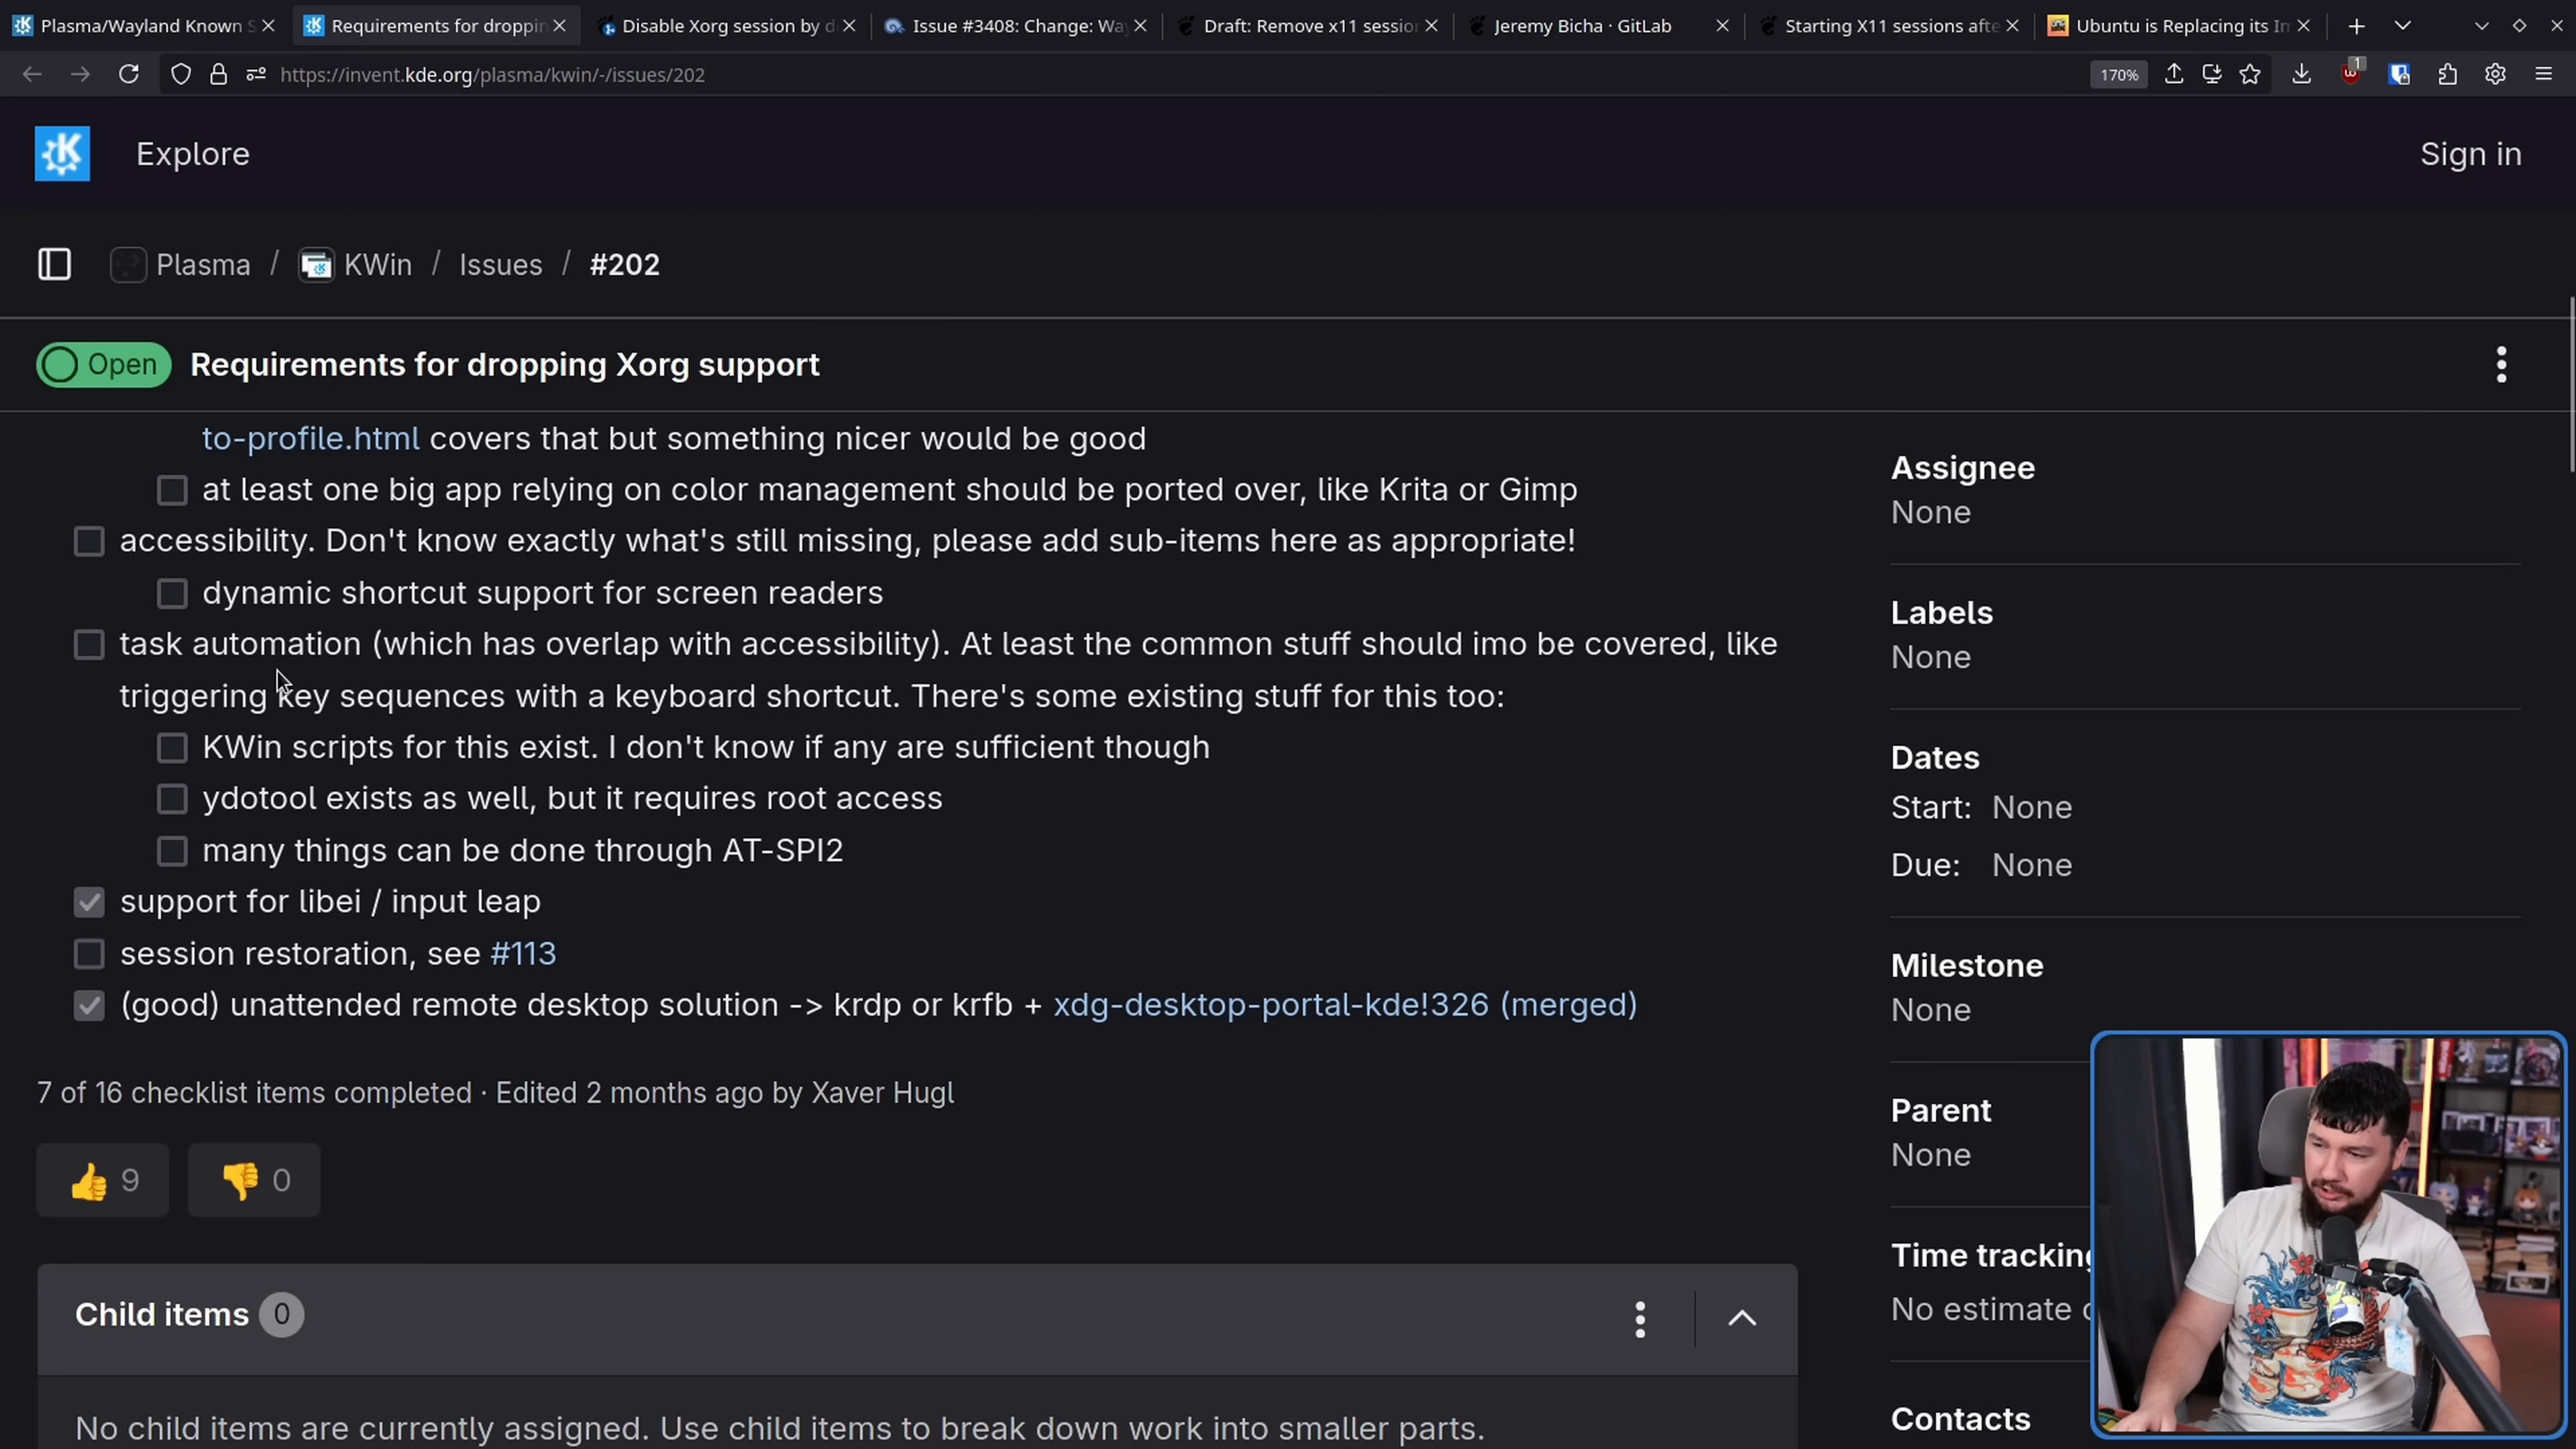 Plasma/Wayland Known S
Requirements for droppin
Disable Xorg session by d
Issue #3408: Change: Way
Draft: Remove x11 session
Jeremy Bicha · GitLab
Starting X11 sessions afte
Ubuntu is Replacing its Im
https://invent.kde.org/plasma/kwin/-/issues/202
170%
1
Explore
Sign in
Plasma / KWin / Issues / #202
Open
Requirements for dropping Xorg support
to-profile.html covers that but something nicer would be good
at least one big app relying on color management should be ported over, like Krita or Gimp
accessibility. Don't know exactly what's still missing, please add sub-items here as appropriate!
dynamic shortcut support for screen readers
task automation (which has overlap with accessibility). At least the common stuff should imo be covered, like
triggering key sequences with a keyboard shortcut. There's some existing stuff for this too:
KWin scripts for this exist. I don't know if any are sufficient though
ydotool exists as well, but it requires root access
many things can be done through AT-SPI2
support for libei / input leap
session restoration, see #113
(good) unattended remote desktop solution -> krdp or krfb + xdg-desktop-portal-kde!326 (merged)
7 of 16 checklist items completed · Edited 2 months ago by Xaver Hugl
👍 9
👎 0
Child items 0
No child items are currently assigned. Use child items to break down work into smaller parts.
Assignee
None
Labels
None
Dates
Start: None
Due: None
Milestone
None
Parent
None
Time tracking
No estimate
Contacts